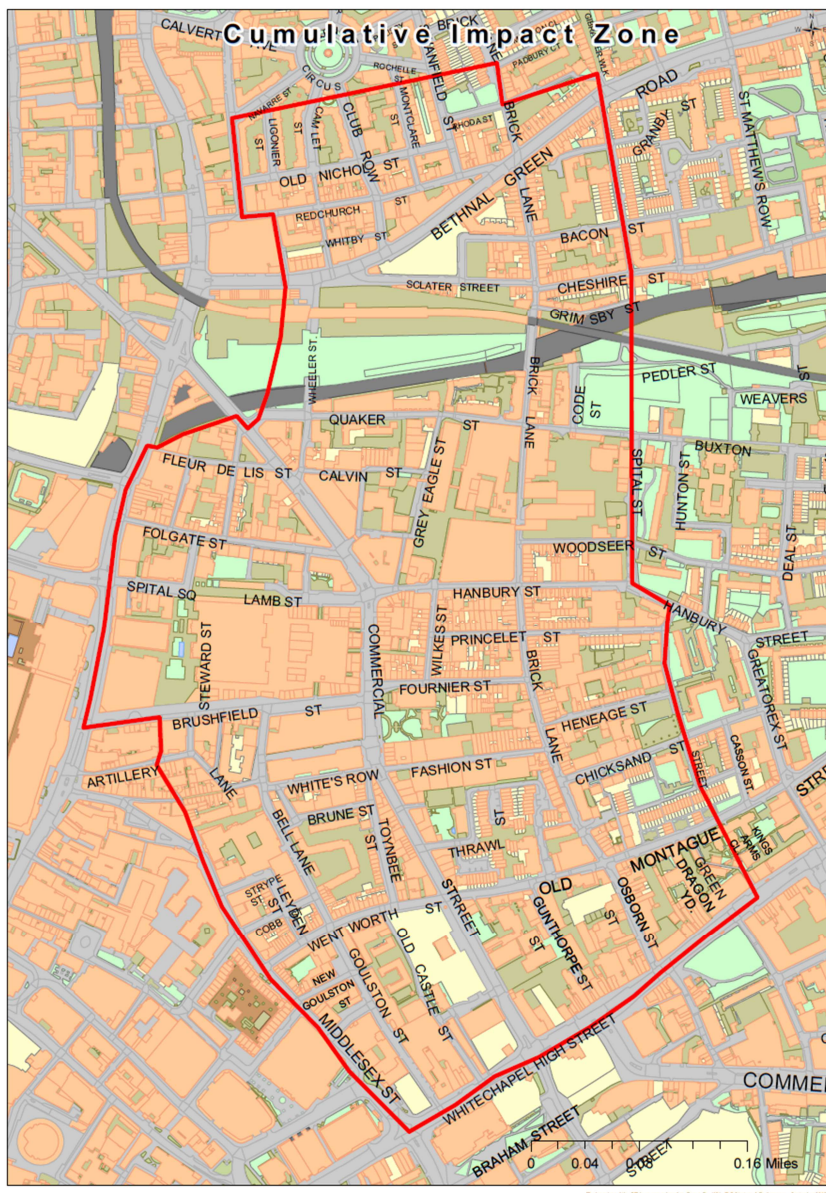 Cumulative Impact Zone
CALVERT AVE
BRICK
LANE
PADBURY CT
ROCHELLE
ST
CIRCUS
NAVARRE ST
LIGONIER
ST
CAMLET
ST
CLUB
ROW
MONTCLARE
ST
RHODA ST
BRICK
ROAD
ST MATTHEW'S ROW
GRANBY
ST
OLD NICHOL ST
REDCHURCH ST
WHITBY ST
BETHNAL GREEN
LANE
BACON ST
SCLATER STREET
CHESHIRE ST
GRIMSBY ST
WHEELER ST.
BRICK
LANE
CODE
ST
PEDLER ST
WEAVERS
ST
QUAKER ST
BUXTON
FLEUR DE LIS ST
CALVIN ST
GREY EAGLE ST
SPITAL ST
HUNTON ST
DEAL ST
FOLGATE ST
WOODSEER ST
SPITAL SQ
LAMB ST
HANBURY ST
HANBURY
STREET
STEWARD ST
COMMERCIAL
WILKES ST
PRINCELET ST
BRICK
LANE
GREATOREX ST
FOURNIER ST
BRUSHFIELD ST
HENEAGE ST
ARTILLERY
LANE
WHITE'S ROW
FASHION ST
CHICKSAND ST
STREET
CASSON ST.
BRUNE ST
BELL LANE
TOYNBEE
ST
THRAWL
ST
STRREET
OLD
MONTAGUE
STRE
KINGS
ARMS
CT
GREEN
DRAGON
YD.
OSBORN ST
GUNTHORPE ST
STRYPE
ST
LEYDEN
ST
COBB
WENTWORTH ST
OLD CASTLE ST
GOULSTON ST
NEW
GOULSTON
ST
MIDDLESEX ST
WHITECHAPEL HIGH STREET
COMMER
BRAHAM STREET
0 0.04 0.08 0.16 Miles